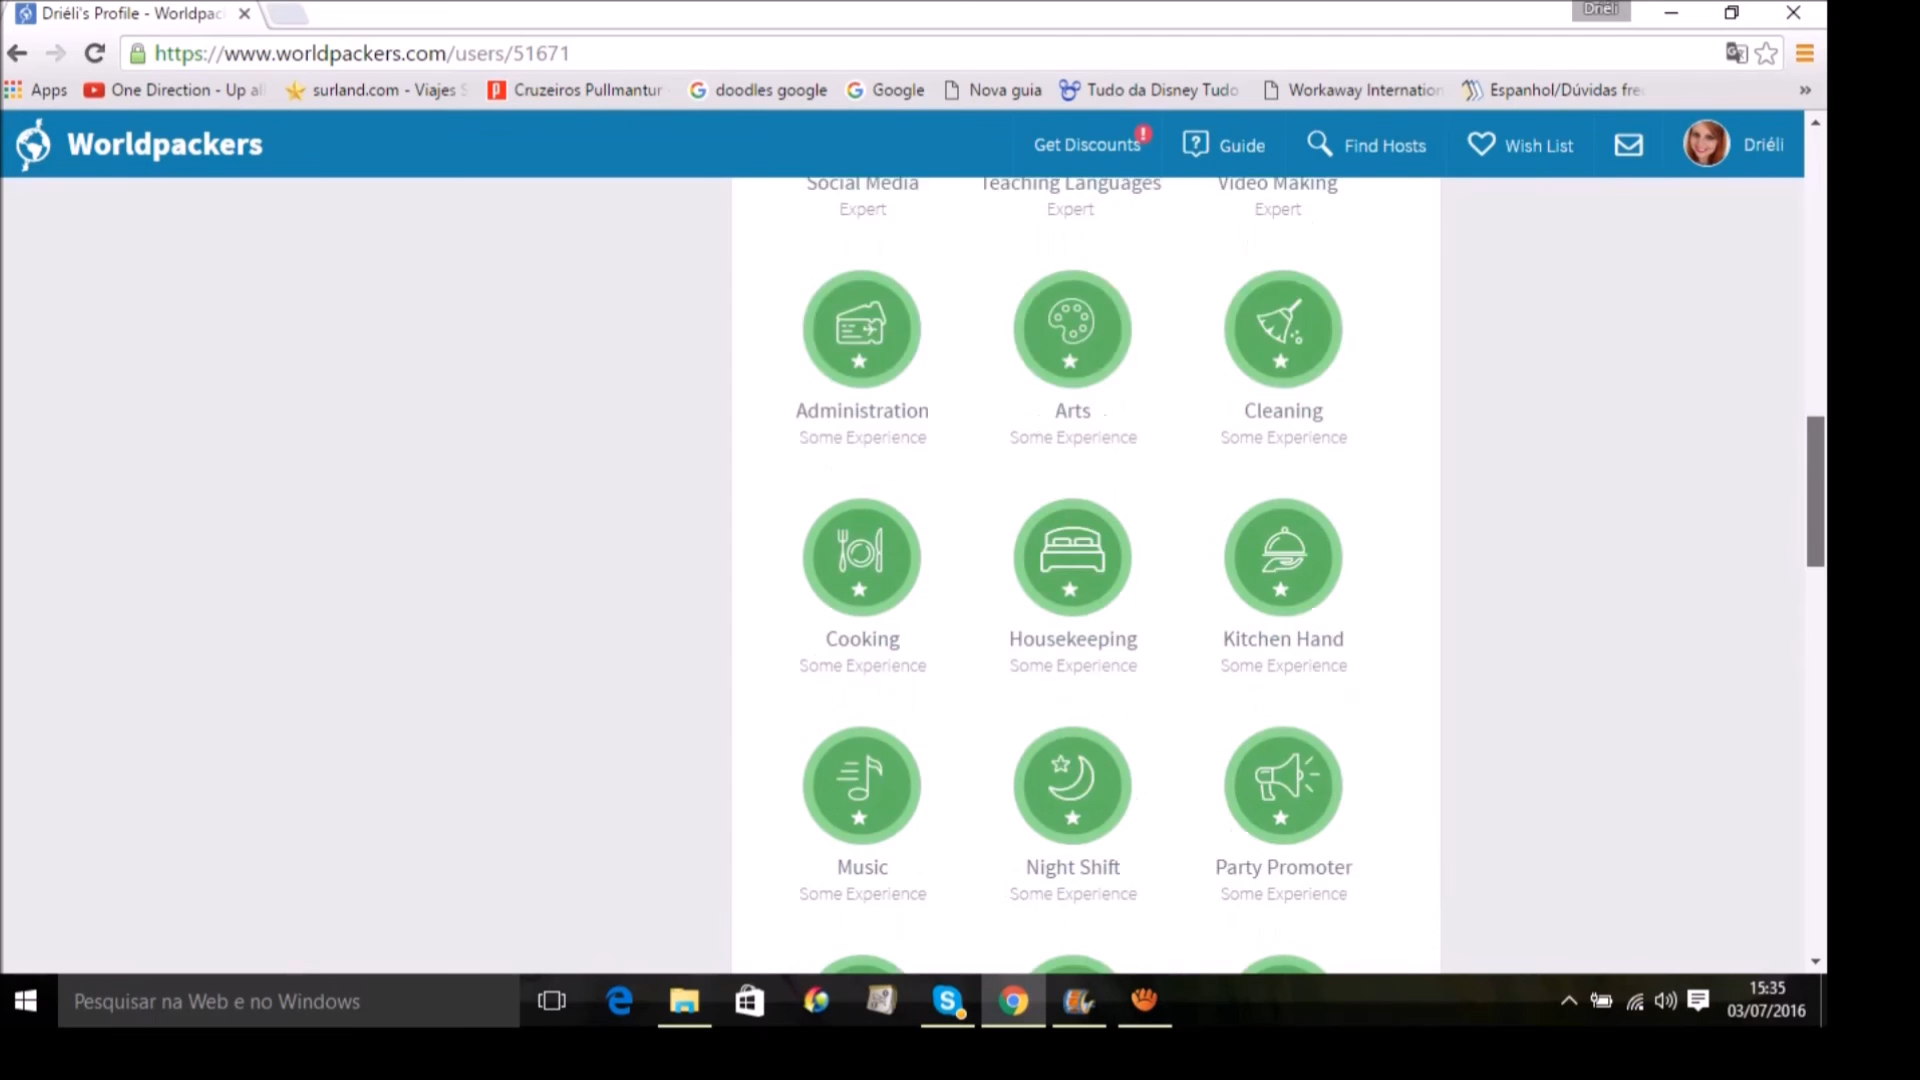 Driéli's Profile - Worldpac
Driéli
https://www.worldpackers.com/users/51671
Apps
One Direction - Up al
surland.com - Viajes S
Cruzeiros Pullmantur
doodles google
Google
Nova guia
Tudo da Disney Tudo
Workaway Internation
Espanhol/Dúvidas fre
»
Worldpackers
Get Discounts
!
Guide
Find Hosts
Wish List
Driéli
Social Media
Teaching Languages
Video Making
Expert
Expert
Expert
Administration
Arts
Cleaning
Some Experience
Some Experience
Some Experience
Cooking
Housekeeping
Kitchen Hand
Some Experience
Some Experience
Some Experience
Music
Night Shift
Party Promoter
Some Experience
Some Experience
Some Experience
Pesquisar na Web e no Windows
15:35
03/07/2016